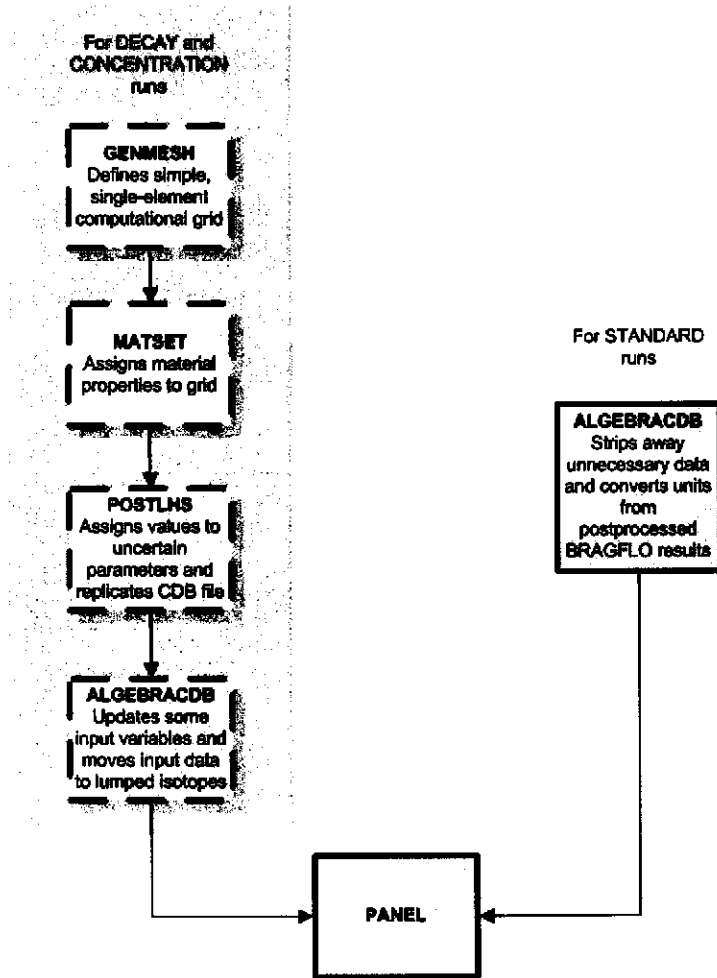 For DECAY and
CONCENTRATION
runs
GENMESH
Defines simple,
single-element
computational grid
MATSET
Assigns material
properties to grid
POSTLHS
Assigns values to
uncertain
parameters and
replicates CDB file
ALGEBRACDB
Updates some
input variables and
moves input data
to lumped isotopes
For STANDARD
runs
ALGEBRACDB
Strips away
unnecessary data
and converts units
from
postprocessed
BRAGFLO results
PANEL